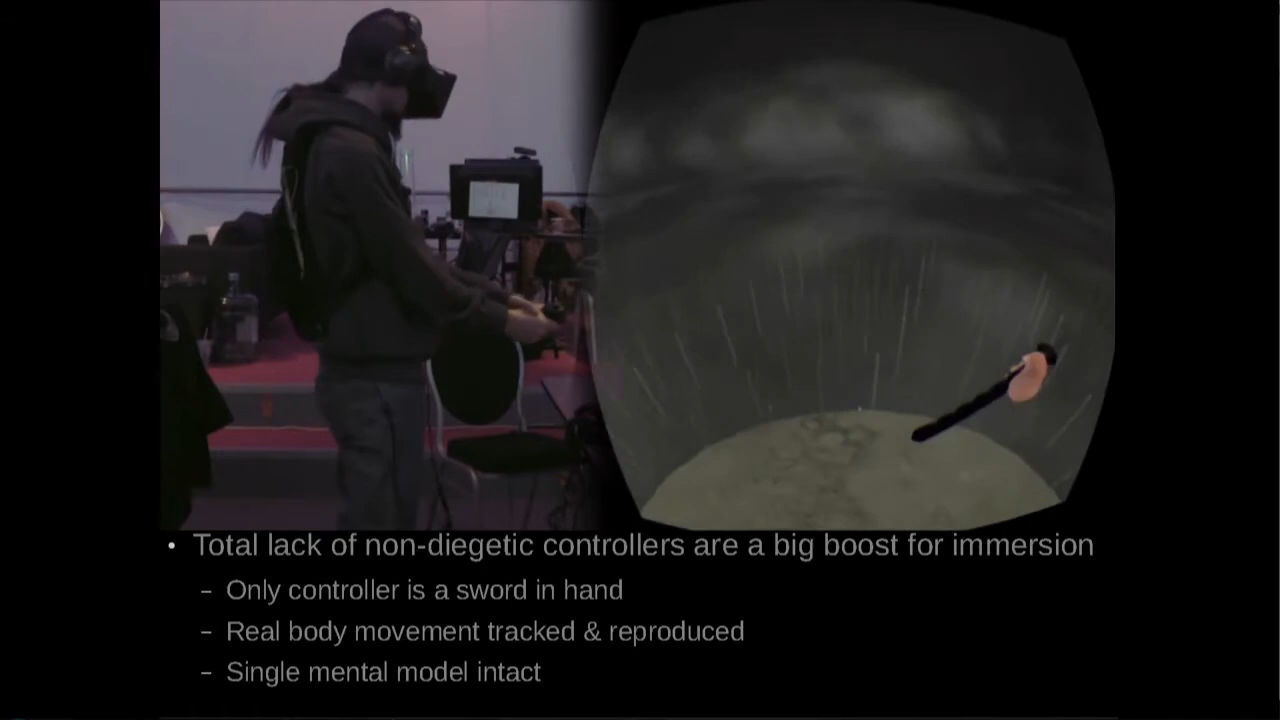 • Total lack of non-diegetic controllers are a big boost for immersion
– Only controller is a sword in hand
– Real body movement tracked & reproduced
– Single mental model intact